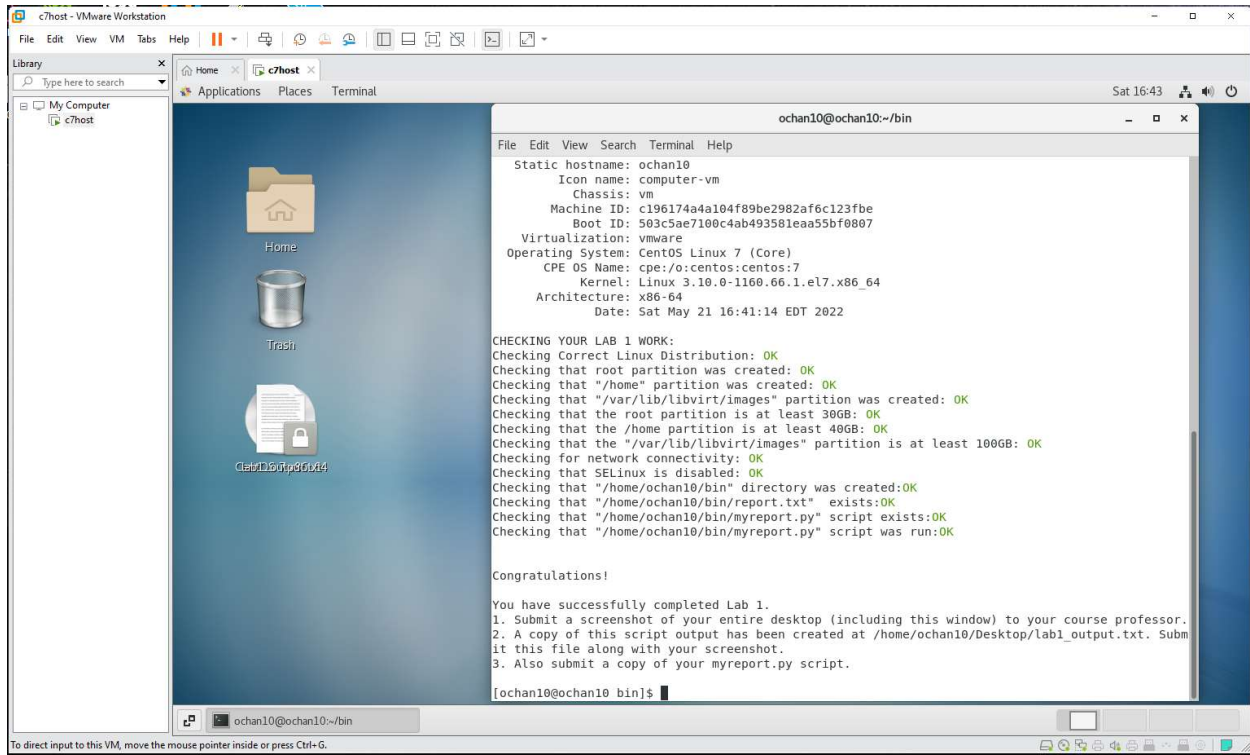 c7host - VMware Workstation
File Edit View VM Tabs Help
Library
Type here to search
My Computer
c7host
Home
c7host
Applications Places Terminal
Sat 16:43
Home
Trash
ochan10@ochan10:~/bin
File Edit View Search Terminal Help
Static hostname: ochan10
Icon name: computer-vm
Chassis: vm
Machine ID: c196174a4a104f89be2982af6c123fbe
Boot ID: 503c5ae7100c4ab493581eaa55bf0807
Virtualization: vmware
Operating System: CentOS Linux 7 (Core)
CPE OS Name: cpe:/o:centos:centos:7
Kernel: Linux 3.10.0-1160.66.1.el7.x86_64
Architecture: x86-64
Date: Sat May 21 16:41:14 EDT 2022
CHECKING YOUR LAB 1 WORK:
Checking Correct Linux Distribution: OK
Checking that root partition was created: OK
Checking that "/home" partition was created: OK
Checking that "/var/lib/libvirt/images" partition was created: OK
Checking that the root partition is at least 30GB: OK
Checking that the /home partition is at least 40GB: OK
Checking that the "/var/lib/libvirt/images" partition is at least 100GB: OK
Checking for network connectivity: OK
Checking that SELinux is disabled: OK
Checking that "/home/ochan10/bin" directory was created:OK
Checking that "/home/ochan10/bin/report.txt"  exists:OK
Checking that "/home/ochan10/bin/myreport.py" script exists:OK
Checking that "/home/ochan10/bin/myreport.py" script was run:OK
Congratulations!
You have successfully completed Lab 1.
1. Submit a screenshot of your entire desktop (including this window) to your course professor.
2. A copy of this script output has been created at /home/ochan10/Desktop/lab1_output.txt. Subm
it this file along with your screenshot.
3. Also submit a copy of your myreport.py script.
[ochan10@ochan10 bin]$
ochan10@ochan10:~/bin
To direct input to this VM, move the mouse pointer inside or press Ctrl+G.